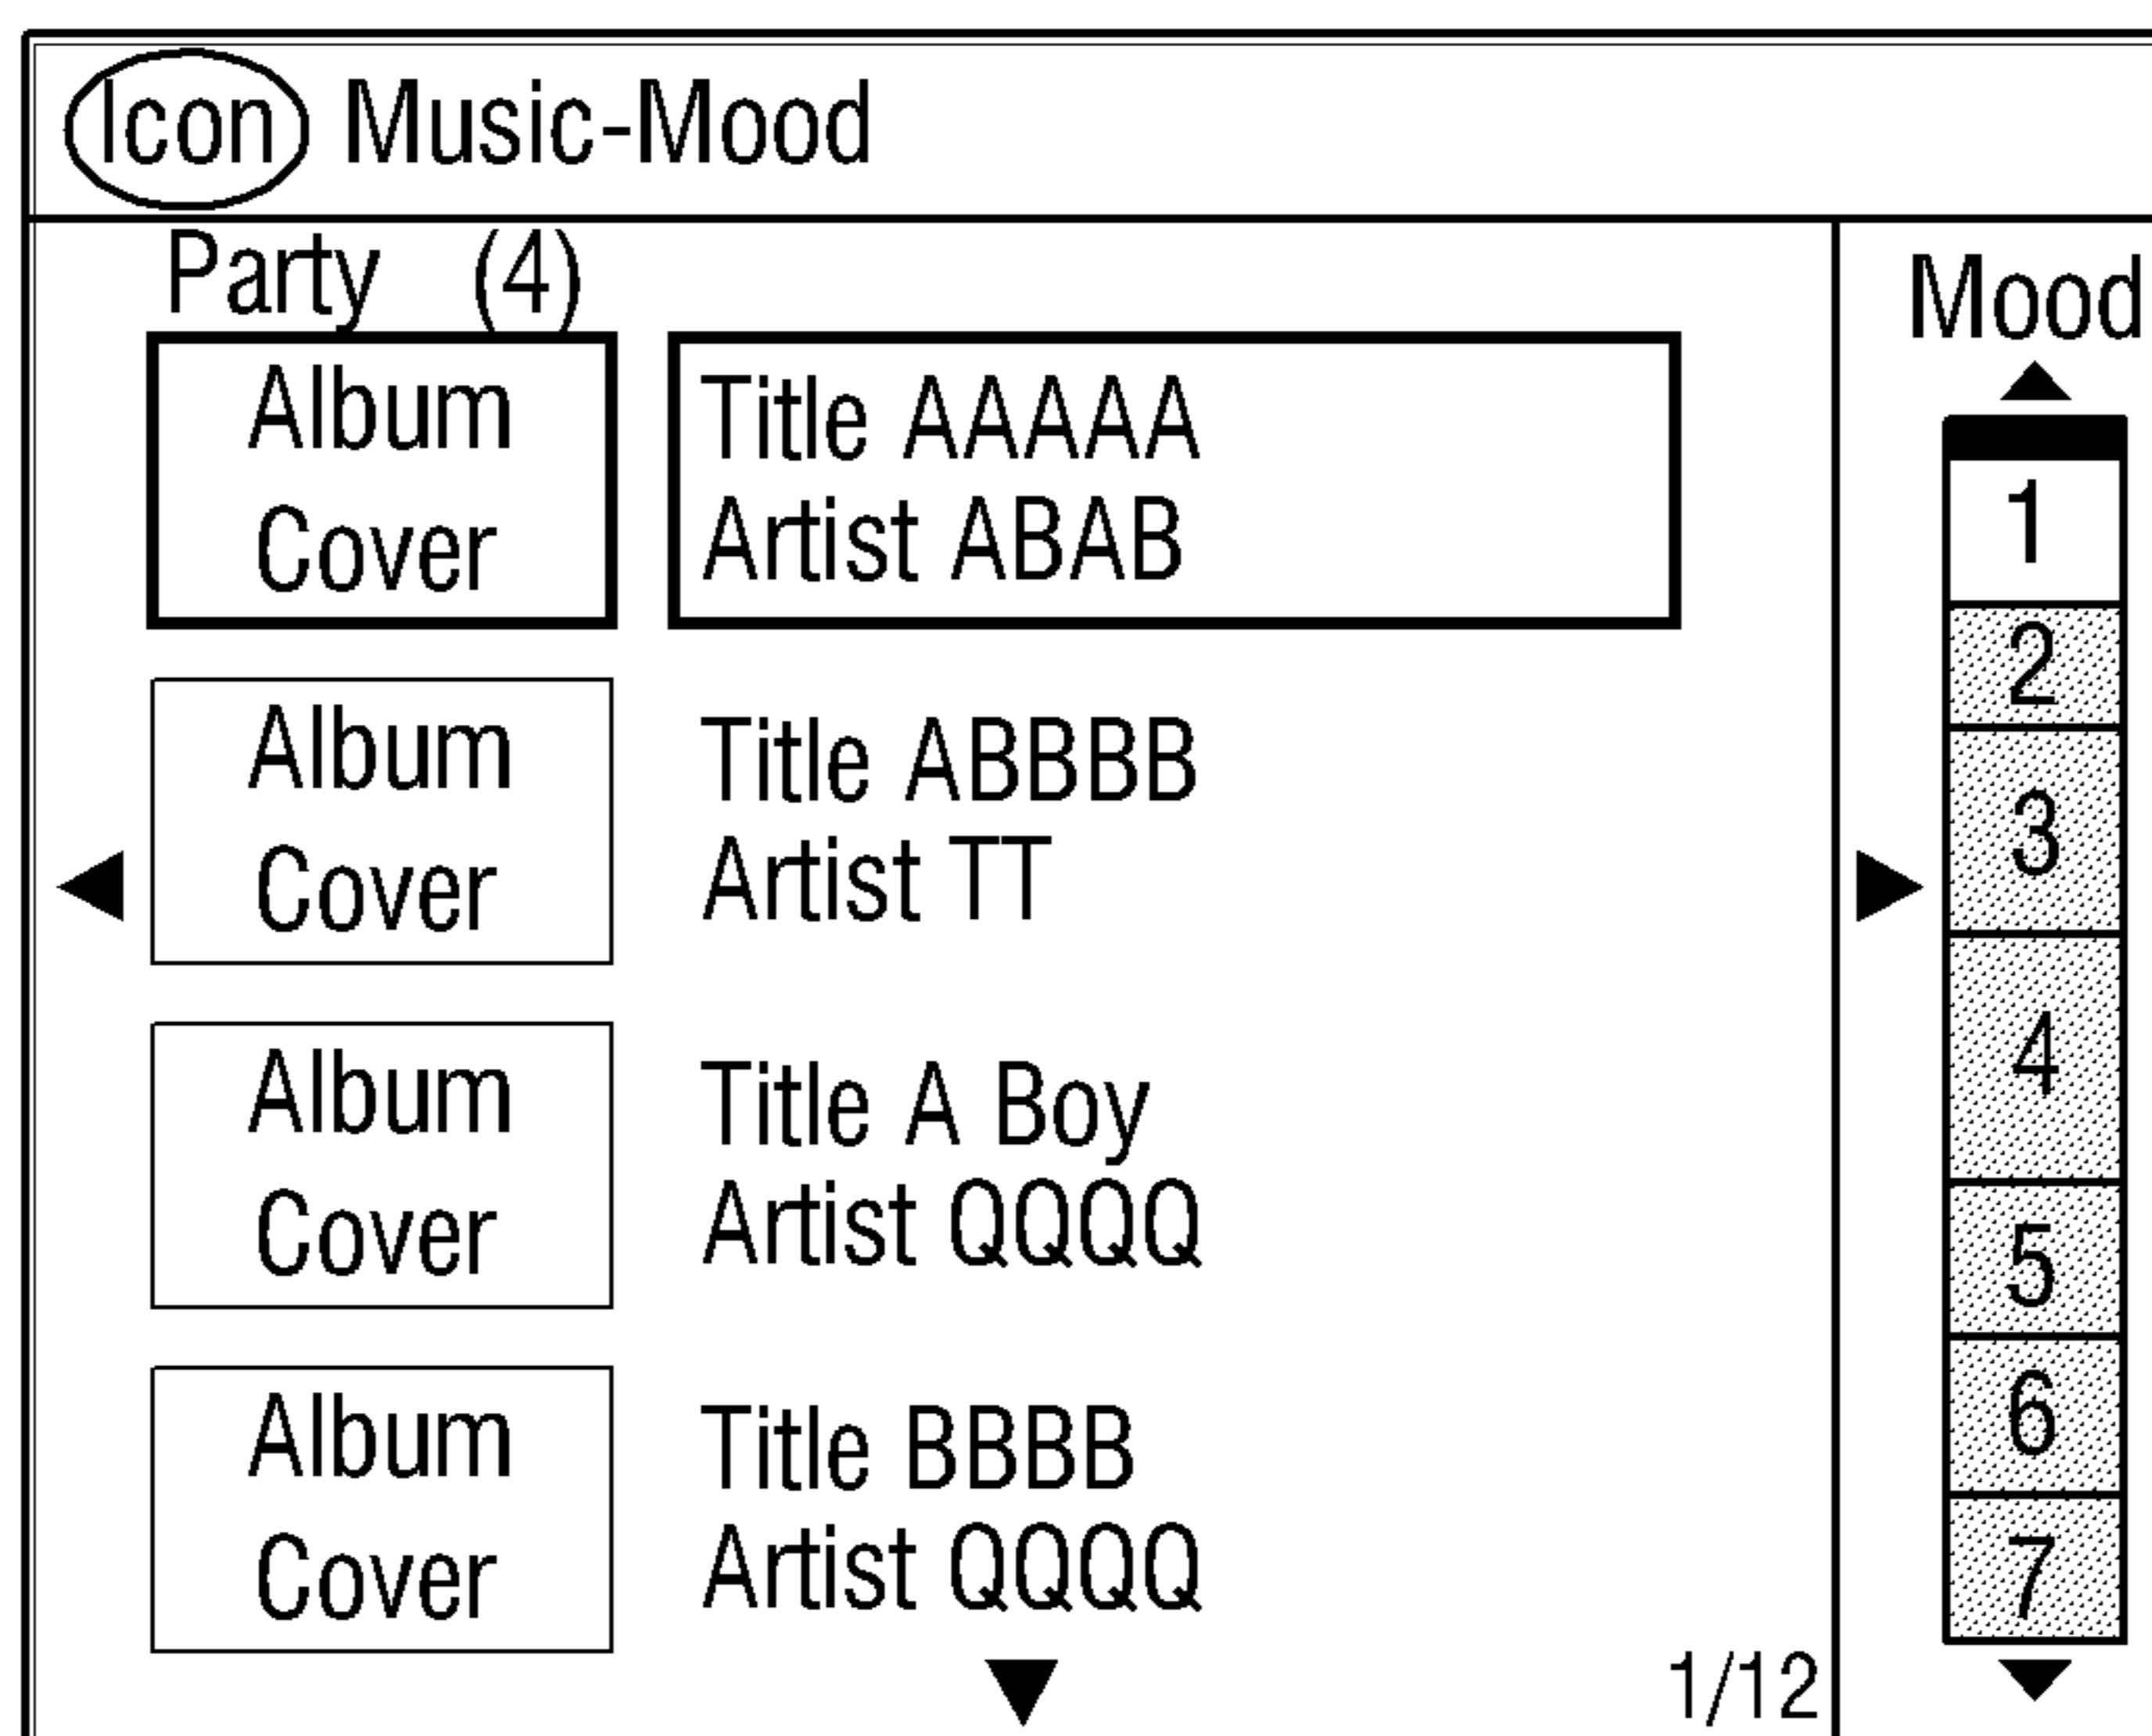 Icon Music-Mood
Party (4)
Album
Cover
Title AAAAA
Artist ABAB
Album
Cover
Title ABBBB
Artist TT
Album
Cover
Title A Boy
Artist QQQQ
Album
Cover
Title BBBB
Artist QQQQ
1/12
Mood
1
2
3
4
5
6
7